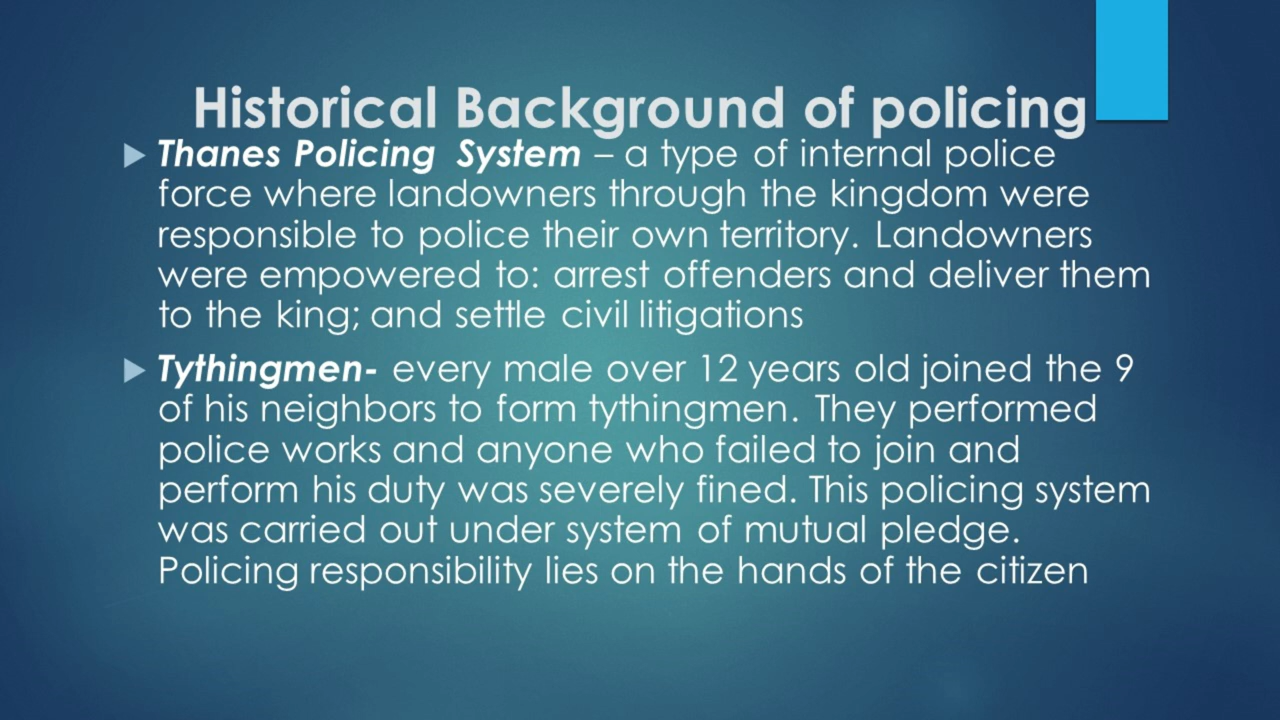 Historical Background of policing
Thanes Policing System – a type of internal police
force where landowners through the kingdom were
responsible to police their own territory. Landowners
were empowered to: arrest offenders and deliver them
to the king; and settle civil litigations
Tythingmen- every male over 12 years old joined the 9
of his neighbors to form tythingmen. They performed
police works and anyone who failed to join and
perform his duty was severely fined. This policing system
was carried out under system of mutual pledge.
Policing responsibility lies on the hands of the citizen